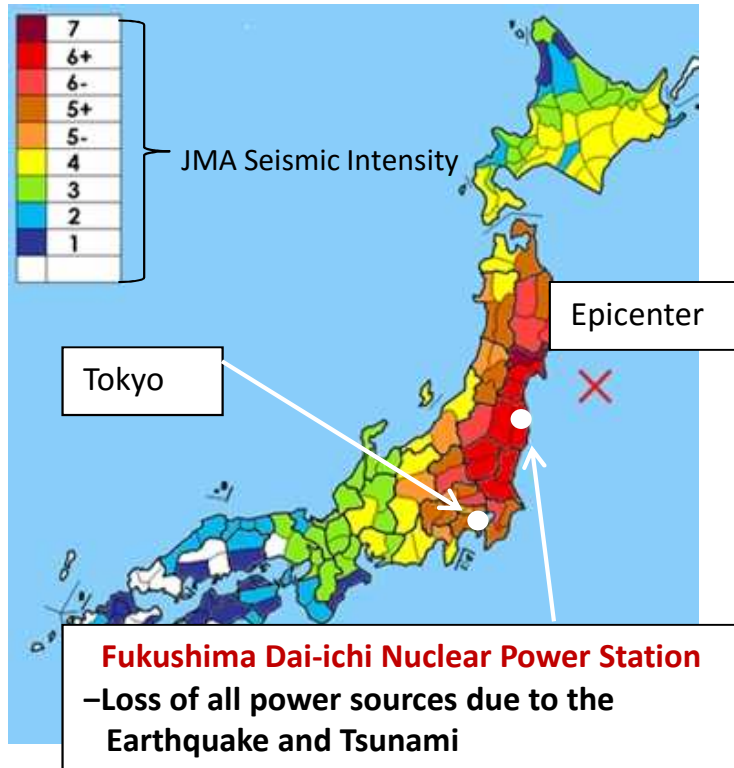 7
6+
6-
5+
5-
4
3
2
1
JMA Seismic Intensity
Epicenter
Tokyo
Fukushima Dai-ichi Nuclear Power Station
–Loss of all power sources due to the
Earthquake and Tsunami